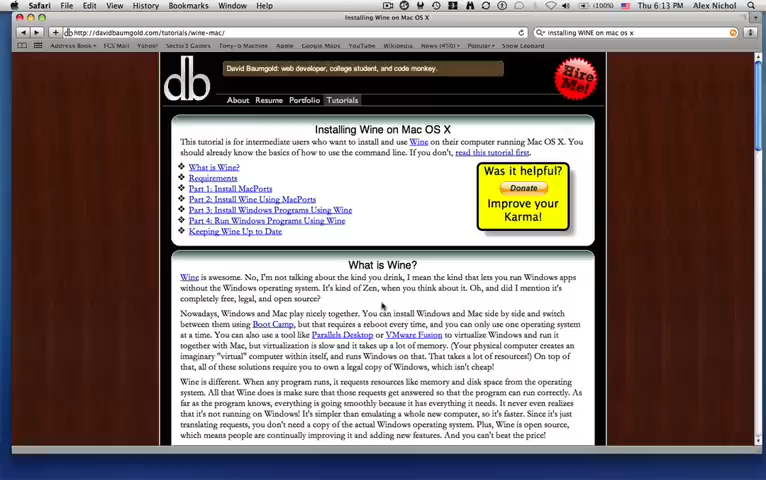 Safari File Edit View History Bookmarks Window Help (100%) Thu 6:13 PM Alex Nichol
Installing Wine on Mac OS X
http://davidbaumgold.com/tutorials/wine-mac/
installing WINE on mac os x
Address Book▾ Chat Yahoo! Sector3 Games Tony-b Machine Apple Google Maps YouTube Wikipedia News (450)▾ Popular▾ Snow Leopard
db
David Baumgold: web developer, college student, and code monkey.
Hire Me!
About Resume Portfolio Tutorials
Installing Wine on Mac OS X
This tutorial is for intermediate users who want to install and use Wine on their computer running Mac OS X. You
should already know the basics of how to use the command line. If you don't, read this tutorial first.
What is Wine?
Requirements
Part 1: Install MacPorts
Part 2: Install Wine Using MacPorts
Part 3: Install Windows Programs Using Wine
Part 4: Run Windows Programs Using Wine
Keeping Wine Up to Date
Was it helpful?
Donate
Improve your
Karma!
What is Wine?
Wine is awesome. No, I'm not talking about the kind you drink, I mean the kind that lets you run Windows apps
without the Windows operating system. It's kind of Zen, when you think about it. Oh, and did I mention it's
completely free, legal, and open source?
Nowadays, Windows and Mac play nicely together. You can install Windows and Mac side by side and switch
between them using Boot Camp, but that requires a reboot every time, and you can only use one operating system
at a time. You can also use a tool like Parallels Desktop or VMware Fusion to virtualize Windows and run it
together with Mac, but virtualization is slow and it takes up a lot of memory. (Your physical computer creates an
imaginary "virtual" computer within itself, and runs Windows on that. That takes a lot of resources!) On top of
that, all of these solutions require you to own a legal copy of Windows, which isn't cheap!
Wine is different. When any program runs, it requests resources like memory and disk space from the operating
system. All that Wine does is make sure that those requests get answered so that the program can run correctly. As
far as the program knows, everything is going smoothly because it has everything it needs. It never even realizes
that it's not running on Windows! It's simpler than emulating a whole new computer, so it's faster. Since it's just
translating requests, you don't need a copy of the actual Windows operating system. Plus, Wine is open source,
which means people are continually improving it and adding new features. And you can't beat the price!